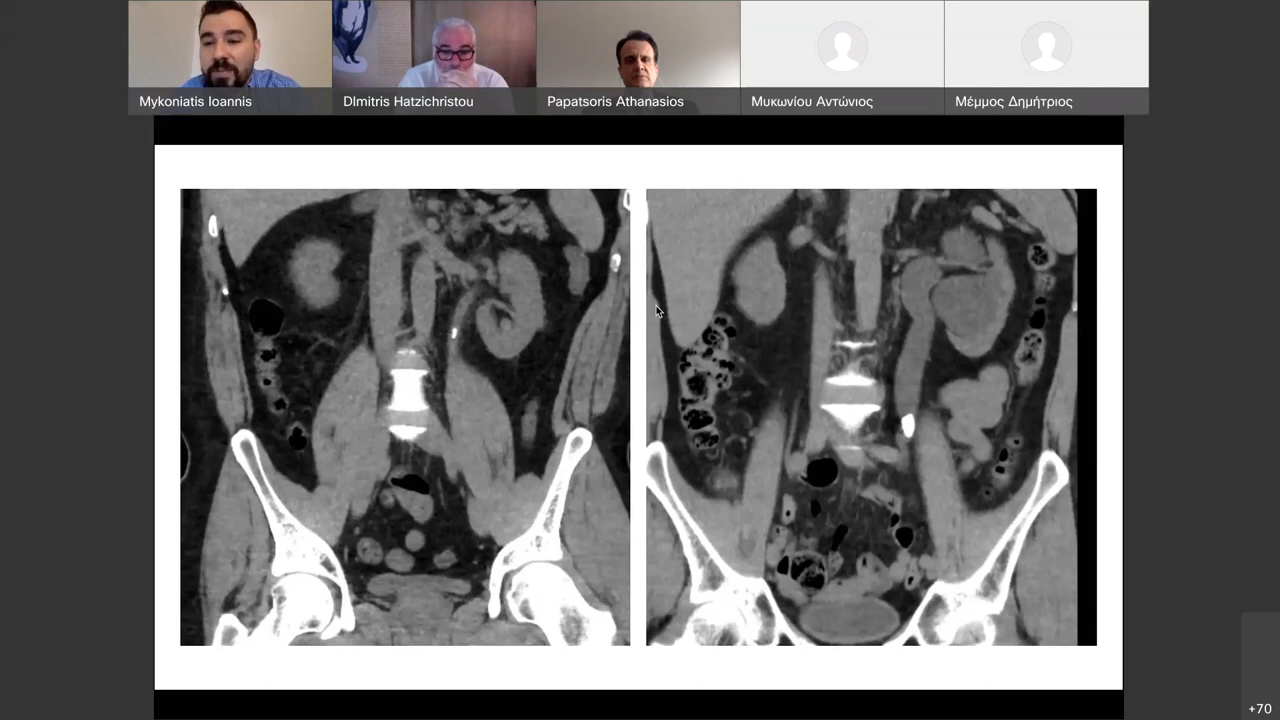 Mykoniatis Ioannis
DImitris Hatzichristou
Papatsoris Athanasios
Μυκωνίου Αντώνιος
Μέμμος Δημήτριος
+70